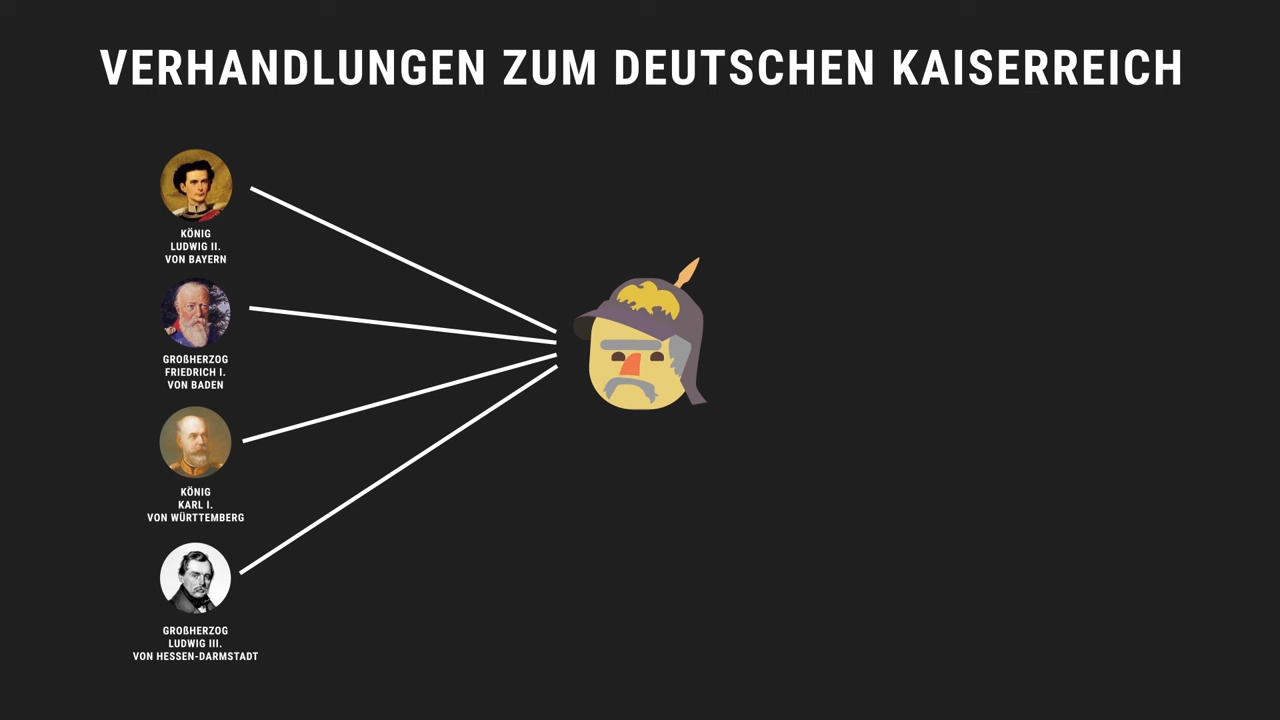 VERHANDLUNGEN ZUM DEUTSCHEN KAISERREICH
KÖNIG
LUDWIG II.
VON BAYERN
GROßHERZOG
FRIEDRICH I.
VON BADEN
KÖNIG
KARL I.
VON WÜRTTEMBERG
GROßHERZOG
LUDWIG III.
VON HESSEN-DARMSTADT